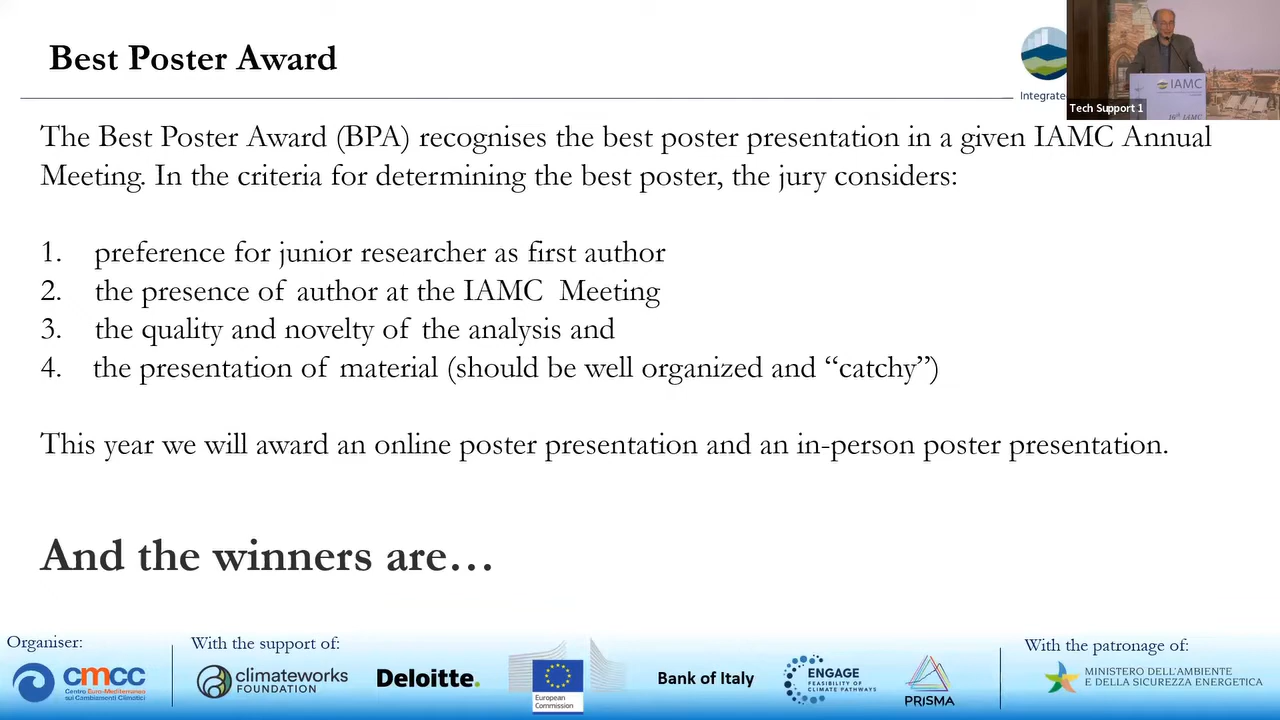 Best Poster Award
Integrate
Tech Support 1
IAMC
16th IAMC
The Best Poster Award (BPA) recognises the best poster presentation in a given IAMC Annual
Meeting. In the criteria for determining the best poster, the jury considers:
1. preference for junior researcher as first author
2. the presence of author at the IAMC Meeting
3. the quality and novelty of the analysis and
4. the presentation of material (should be well organized and “catchy”)
This year we will award an online poster presentation and an in-person poster presentation.
And the winners are…
Organiser:
cmcc
Centro Euro-Mediterraneo
sui Cambiamenti Climatici
With the support of:
climateworks
FOUNDATION
Deloitte.
European
Commission
Bank of Italy
ENGAGE
FEASIBILITY OF
CLIMATE PATHWAYS
PRISMA
With the patronage of:
MINISTERO DELL'AMBIENTE
E DELLA SICUREZZA ENERGETICA